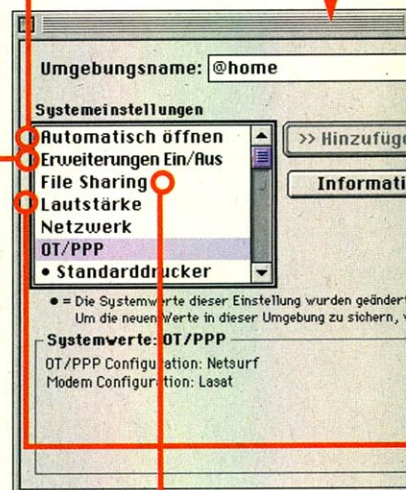 Umgebungsname: @home
Systemeinstellungen
Automatisch öffnen
Erweiterungen Ein/Aus
File Sharing
Lautstärke
Netzwerk
OT/PPP
• Standarddrucker
>> Hinzufüge
Informati
• = Die Systemwerte dieser Einstellung wurden geänder
Um die neuen Werte in dieser Umgebung zu sichern,
Systemwerte: OT/PPP
OT/PPP Configuration: Netsurf
Modem Configuration: Lasat